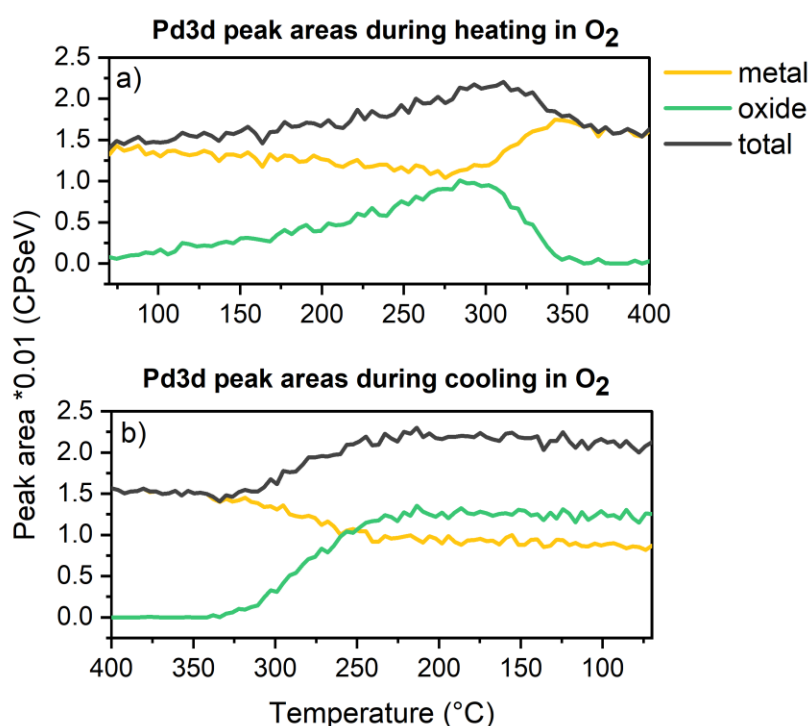 Pd3d peak areas during heating in O2
a)
metal
oxide
total
2.5
2.0
1.5
1.0
0.5
0.0
100 150 200 250 300 350 400
Peak area *0.01 (CPSeV)
Pd3d peak areas during cooling in O2
b)
2.5
2.0
1.5
1.0
0.5
0.0
400 350 300 250 200 150 100
Temperature (°C)